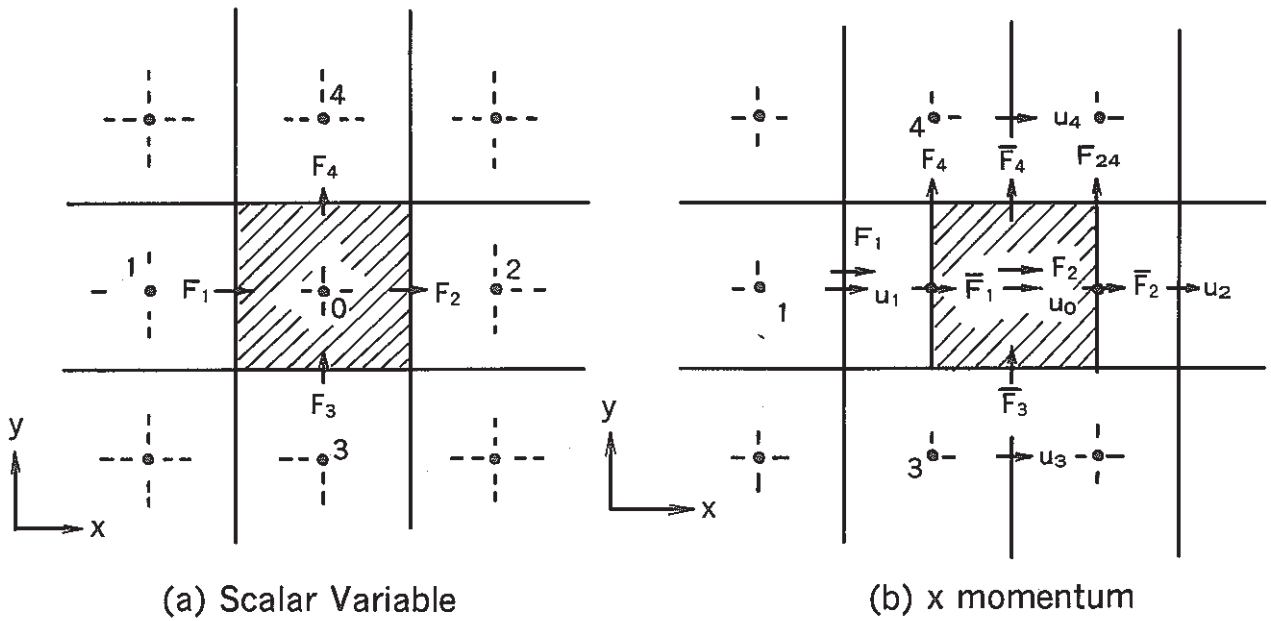 4
F₄
1
F₁
0
F₂
2
F₃
3
y
x
(a) Scalar Variable
4
u₄
F₄
F̅₄
F₂₄
F₁
u₁
F̅₁
F₂
u₀
F̅₂
u₂
1
F̅₃
3
u₃
y
x
(b) x momentum